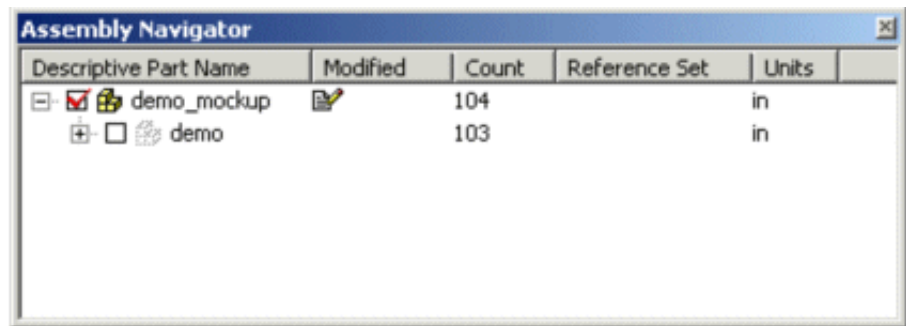 Assembly Navigator
Descriptive Part Name Modified Count Reference Set Units
demo_mockup 104 in
demo 103 in